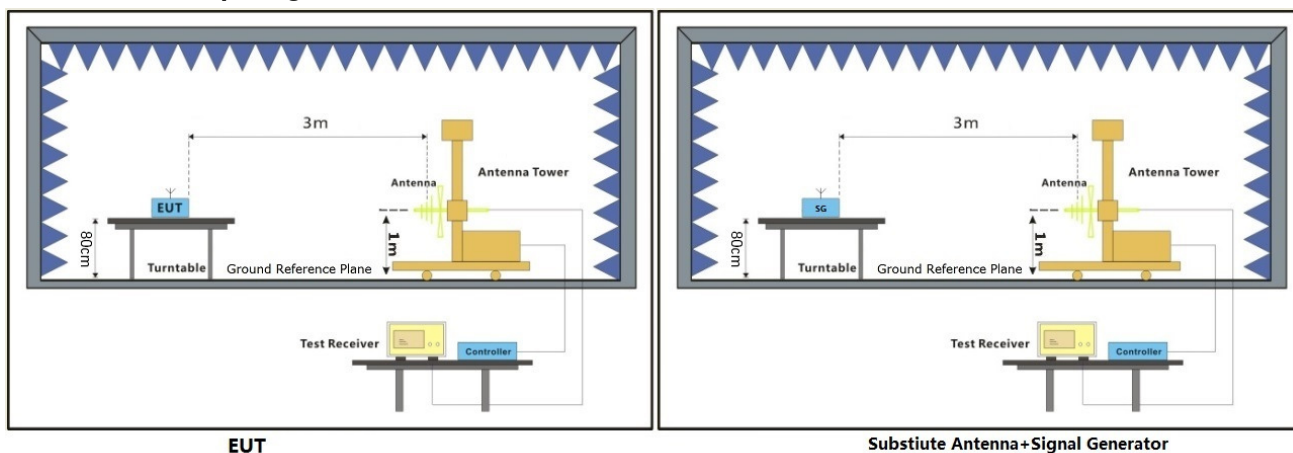 3m
Antenna
Antenna Tower
EUT
80cm
1m
Turntable
Ground Reference Plane
Test Receiver
Controller
EUT
3m
Antenna
Antenna Tower
SG
80cm
1m
Turntable
Ground Reference Plane
Test Receiver
Controller
Substiute Antenna+Signal Generator